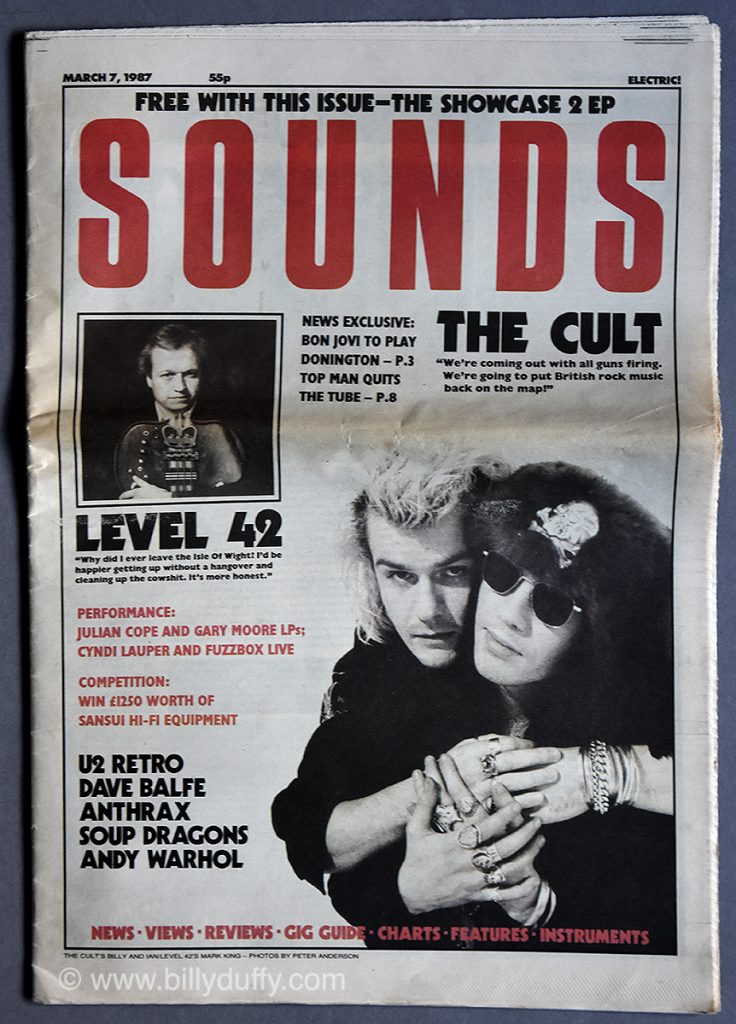 MARCH 7, 1987 55p ELECTRIC!
FREE WITH THIS ISSUE–THE SHOWCASE 2 EP
SOUNDS
NEWS EXCLUSIVE:
BON JOVI TO PLAY
DONINGTON – P.3
TOP MAN QUITS
THE TUBE – P.8
THE CULT
“We’re coming out with all guns firing.
We’re going to put British rock music
back on the map!”
LEVEL 42
“Why did I ever leave the Isle Of Wight? I’d be
happier getting up without a hangover and
cleaning up the cowshit. It’s more honest.”
PERFORMANCE:
JULIAN COPE AND GARY MOORE LPs;
CYNDI LAUPER AND FUZZBOX LIVE
COMPETITION:
WIN £1250 WORTH OF
SANSUI HI-FI EQUIPMENT
U2 RETRO
DAVE BALFE
ANTHRAX
SOUP DRAGONS
ANDY WARHOL
NEWS · VIEWS · REVIEWS · GIG GUIDE · CHARTS · FEATURES · INSTRUMENTS
THE CULT’S BILLY AND IAN/LEVEL 42’S MARK KING – PHOTOS BY PETER ANDERSON
© www.billyduffy.com